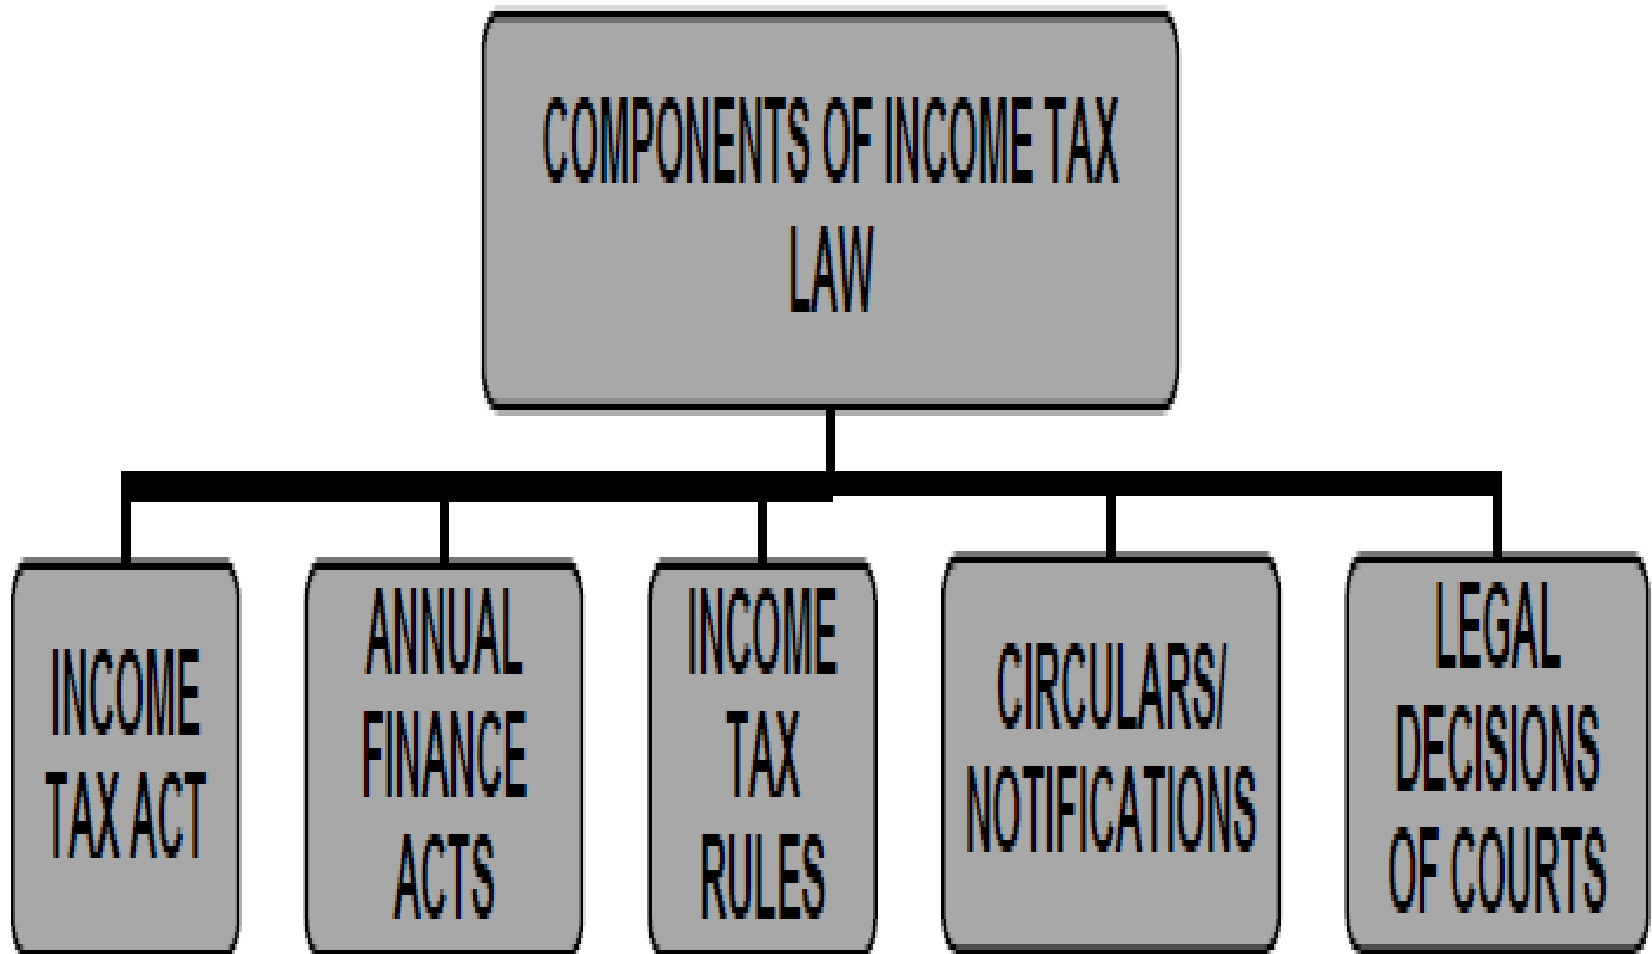 COMPONENTS OF INCOME TAX
LAW
INCOME
TAX ACT
ANNUAL
FINANCE
ACTS
INCOME
TAX
RULES
CIRCULARS/
NOTIFICATIONS
LEGAL
DECISIONS
OF COURTS